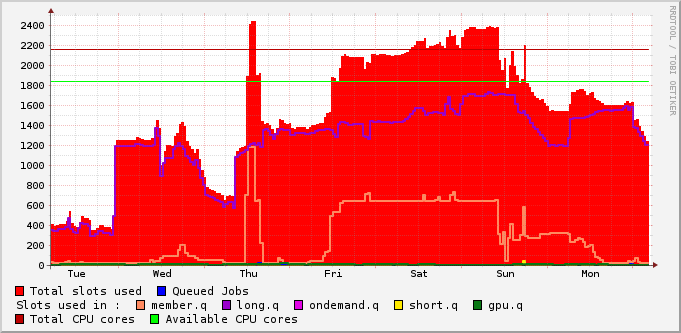 2400
2200
2000
1800
1600
1400
1200
1000
800
600
400
200
0
Tue Wed Thu Fri Sat Sun Mon
RRDTOOL / TOBI OETIKER
Total slots used Queued Jobs
Slots used in : member.q long.q ondemand.q short.q gpu.q
Total CPU cores Available CPU cores